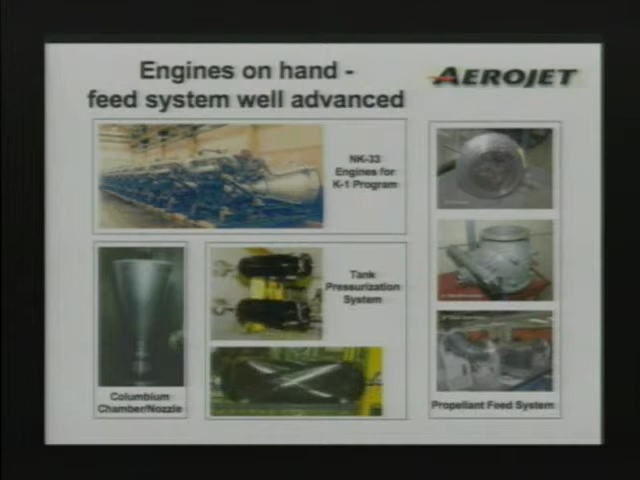 Engines on hand -
feed system well advanced
AEROJET
NK-33
Engines for
K-1 Program
Tank
Pressurization
System
Columbium
Chamber/Nozzle
Propellant Feed System